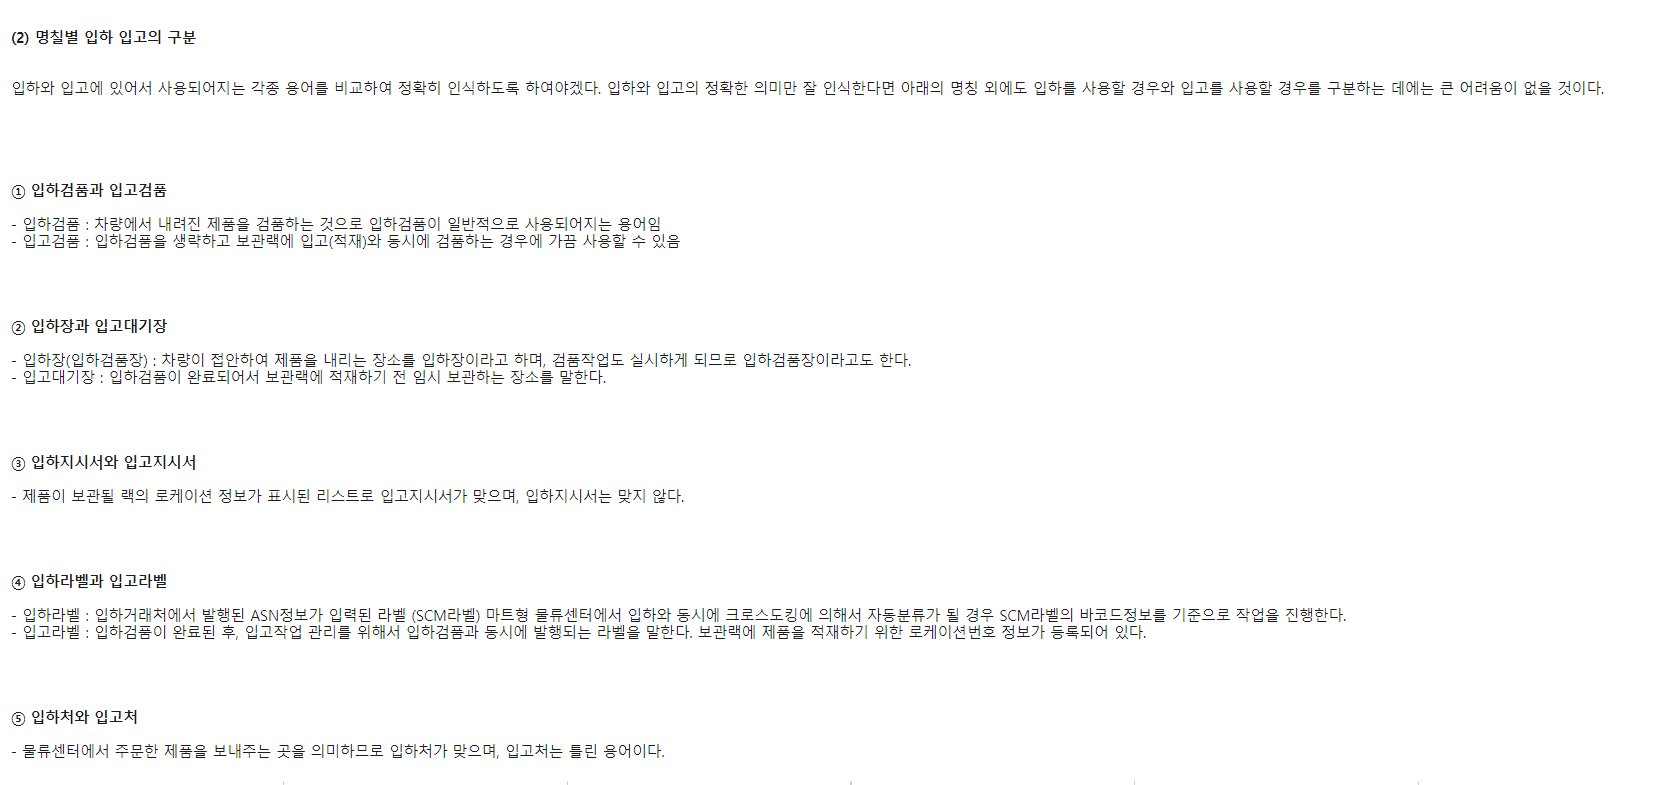 (2) 명칠별 입하 입고의 구분
입하와 입고에 있어서 사용되어지는 각종 용어를 비교하여 정확히 인식하도록 하여야겠다. 입하와 입고의 정확한 의미만 잘 인식한다면 아래의 명칭 외에도 입하를 사용할 경우와 입고를 사용할 경우를 구분하는 데에는 큰 어려움이 없을 것이다.
① 입하검품과 입고검품
- 입하검품 : 차량에서 내려진 제품을 검품하는 것으로 입하검품이 일반적으로 사용되어지는 용어임
- 입고검품 : 입하검품을 생략하고 보관랙에 입고(적재)와 동시에 검품하는 경우에 가끔 사용할 수 있음
② 입하장과 입고대기장
- 입하장(입하검품장) : 차량이 접안하여 제품을 내리는 장소를 입하장이라고 하며, 검품작업도 실시하게 되므로 입하검품장이라고도 한다.
- 입고대기장 : 입하검품이 완료되어서 보관랙에 적재하기 전 임시 보관하는 장소를 말한다.
③ 입하지시서와 입고지시서
- 제품이 보관될 랙의 로케이션 정보가 표시된 리스트로 입고지시서가 맞으며, 입하지시서는 맞지 않다.
④ 입하라벨과 입고라벨
- 입하라벨 : 입하거래처에서 발행된 ASN정보가 입력된 라벨 (SCM라벨) 마트형 물류센터에서 입하와 동시에 크로스도킹에 의해서 자동분류가 될 경우 SCM라벨의 바코드정보를 기준으로 작업을 진행한다.
- 입고라벨 : 입하검품이 완료된 후, 입고작업 관리를 위해서 입하검품과 동시에 발행되는 라벨을 말한다. 보관랙에 제품을 적재하기 위한 로케이션번호 정보가 등록되어 있다.
⑤ 입하처와 입고처
- 물류센터에서 주문한 제품을 보내주는 곳을 의미하므로 입하처가 맞으며, 입고처는 틀린 용어이다.